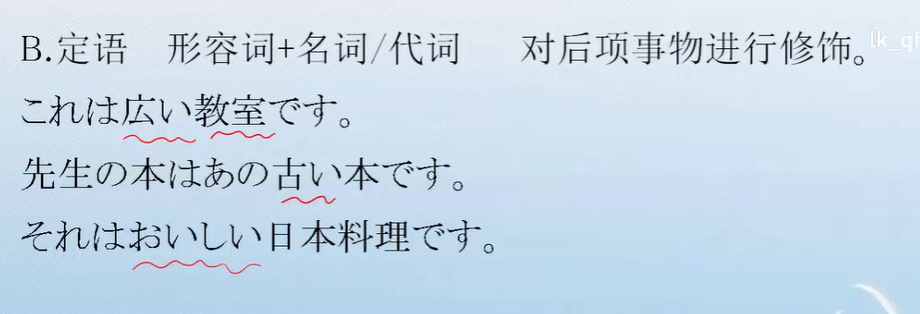 B.定语　形容词+名词/代词　　对后项事物进行修饰。
これは広い教室です。
先生の本はあの古い本です。
それはおいしい日本料理です。